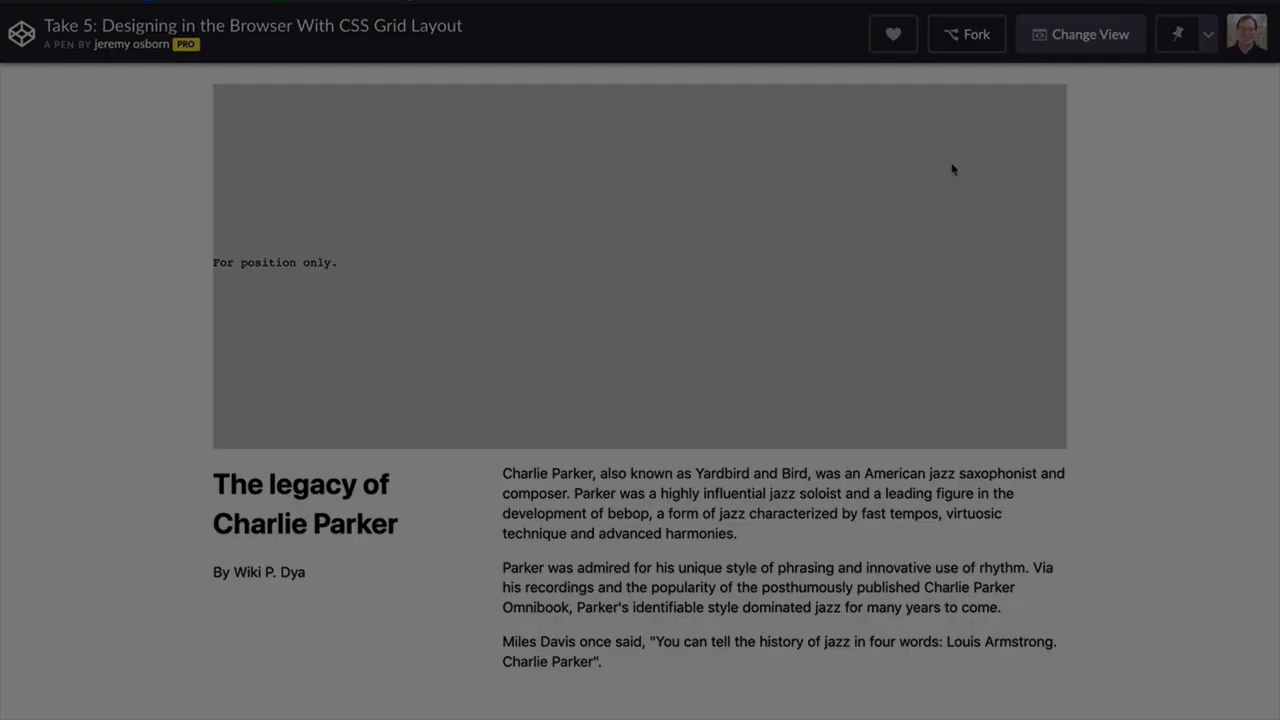 Take 5: Designing in the Browser With CSS Grid Layout
A PEN BY jeremy osborn PRO
Fork
Change View
For position only.
The legacy of
Charlie Parker
By Wiki P. Dya
Charlie Parker, also known as Yardbird and Bird, was an American jazz saxophonist and
composer. Parker was a highly influential jazz soloist and a leading figure in the
development of bebop, a form of jazz characterized by fast tempos, virtuosic
technique and advanced harmonies.
Parker was admired for his unique style of phrasing and innovative use of rhythm. Via
his recordings and the popularity of the posthumously published Charlie Parker
Omnibook, Parker's identifiable style dominated jazz for many years to come.
Miles Davis once said, "You can tell the history of jazz in four words: Louis Armstrong.
Charlie Parker".